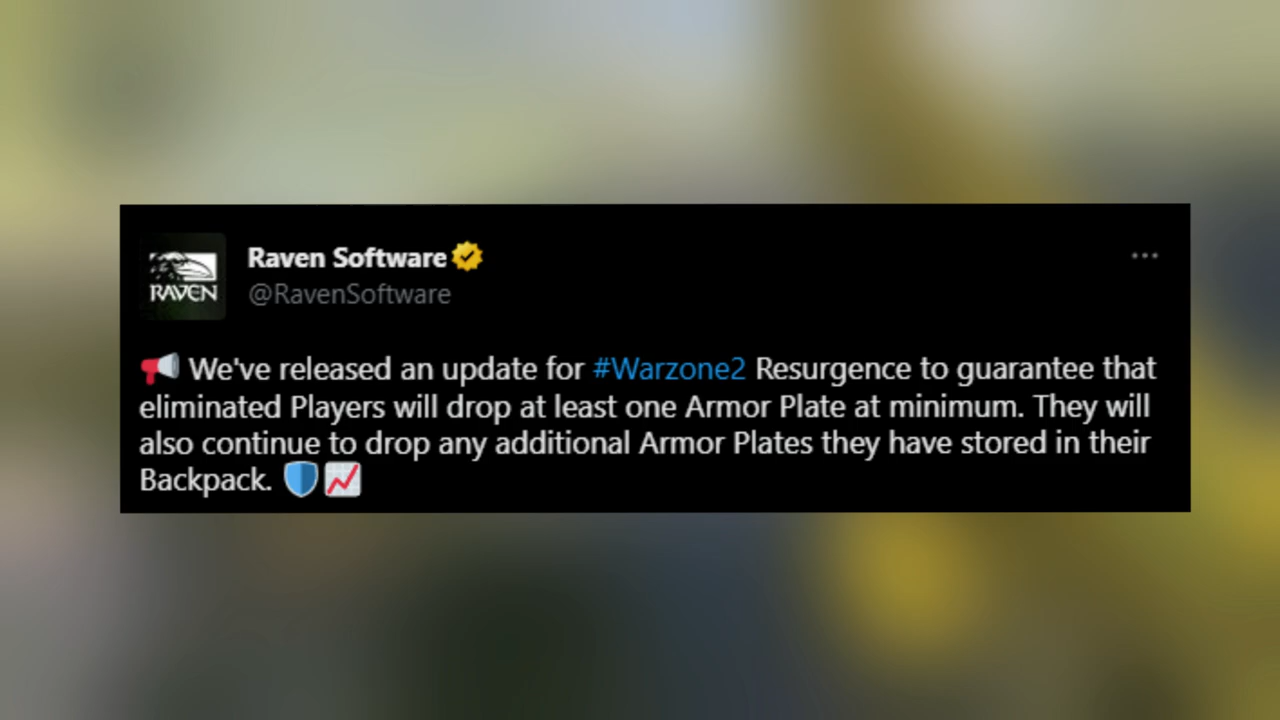 Raven Software
RAVEN
@RavenSoftware
📢 We've released an update for #Warzone2 Resurgence to guarantee that
eliminated Players will drop at least one Armor Plate at minimum. They will
also continue to drop any additional Armor Plates they have stored in their
Backpack. 🛡️📈